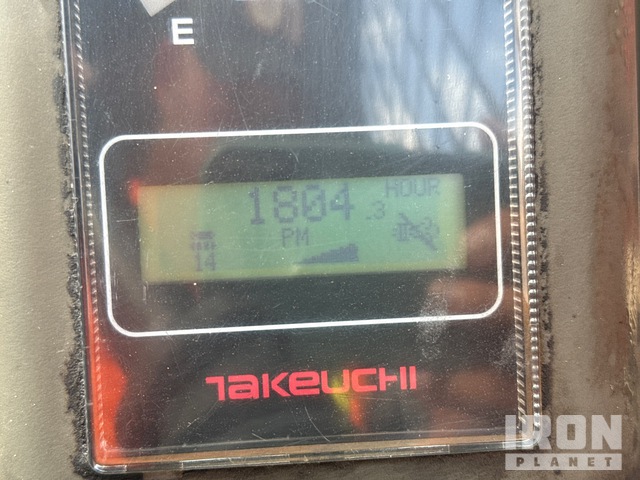 E
HOUR
1804.3
PM
14
TAKEUCHI
IRON
PLANET